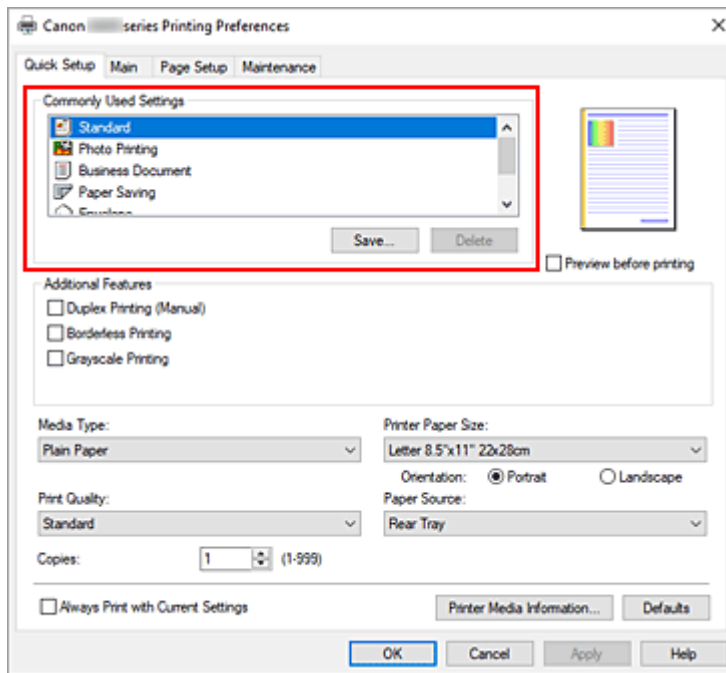 Canon series Printing Preferences
Quick Setup Main Page Setup Maintenance
Commonly Used Settings
Standard
Photo Printing
Business Document
Paper Saving
Envelope
Save... Delete
Preview before printing
Additional Features
Duplex Printing (Manual)
Borderless Printing
Grayscale Printing
Media Type: Printer Paper Size:
Plain Paper Letter 8.5"x11" 22x28cm
Orientation: Portrait Landscape
Print Quality: Paper Source:
Standard Rear Tray
Copies: 1 (1-999)
Always Print with Current Settings Printer Media Information... Defaults
OK Cancel Apply Help